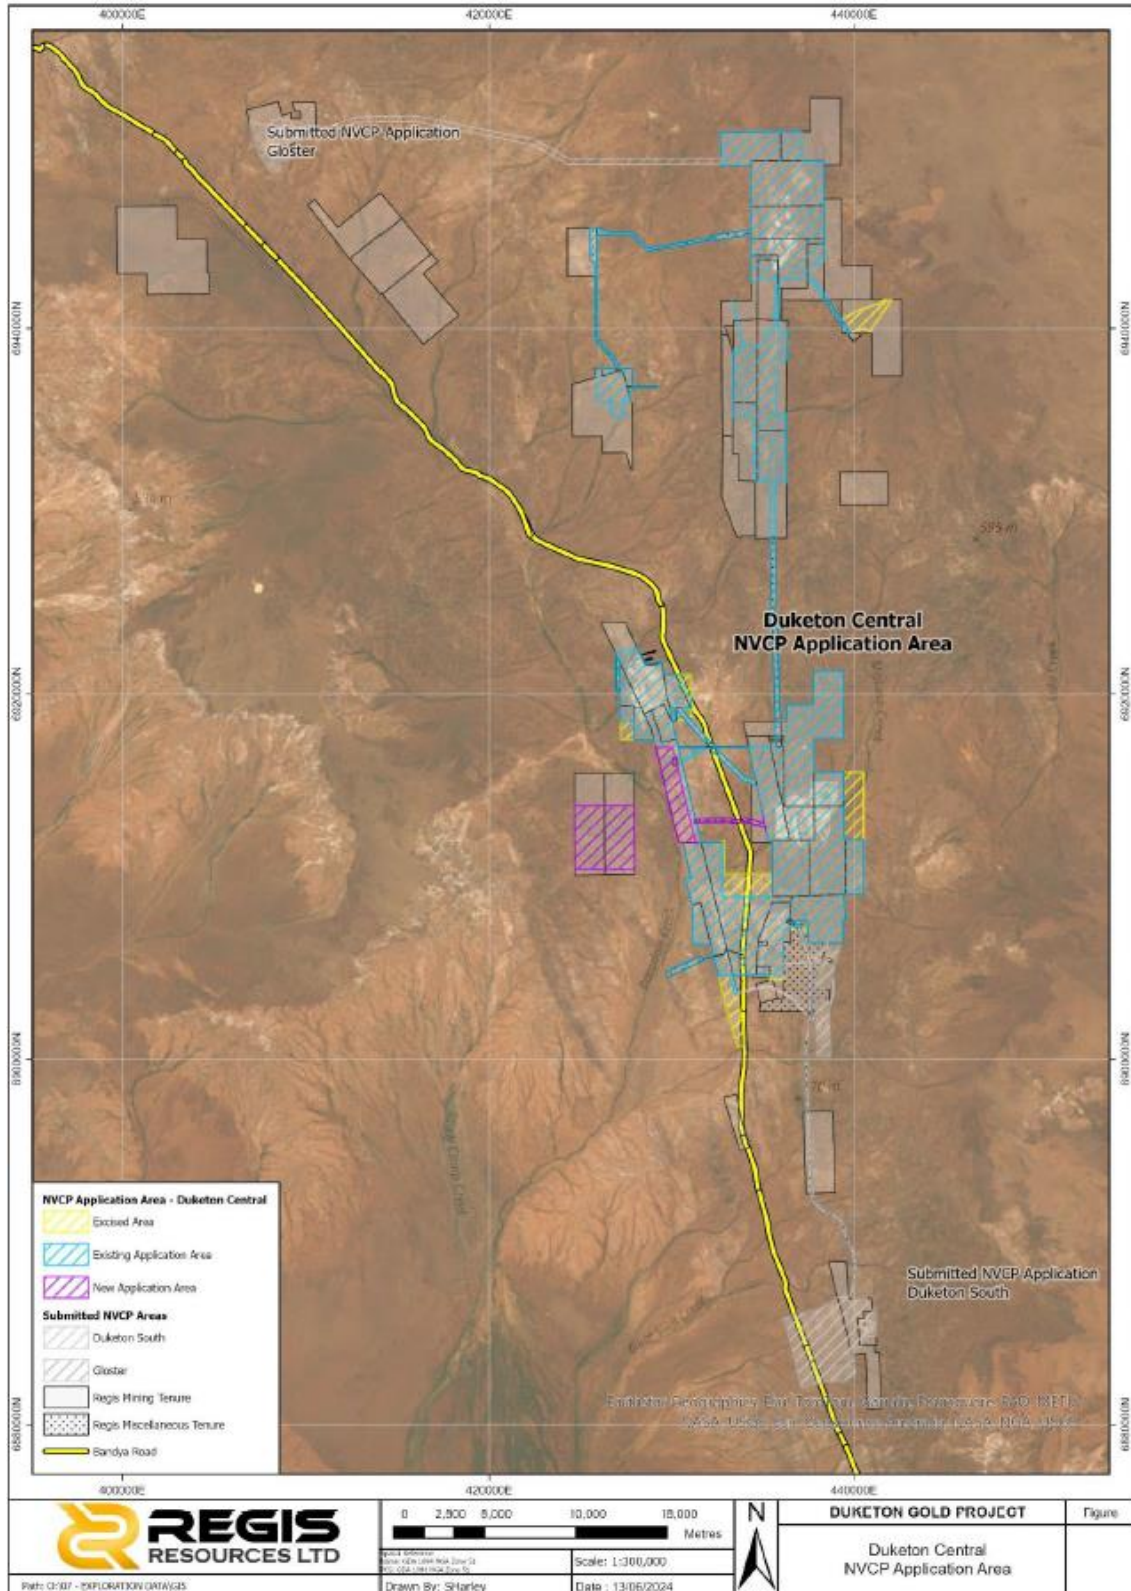 400000E 420000E 440000E
Submitted NVCP Application
Gloster
6940000N 6940000N
595 m
Duketon Central
NVCP Application Area
6920000N 6920000N
NVCP Application Area - Duketon Central
Excised Area
Existing Application Area
New Application Area
Submitted NVCP Areas
Duketon South
Gloster
Regis Mining Tenure
Regis Miscellaneous Tenure
Bandya Road
Submitted NVCP Application
Duketon South
6880000N 6880000N
400000E 420000E 440000E
REGIS
RESOURCES LTD
0 2,500 5,000 10,000 15,000
Metres
Scale: 1:300,000
Drawn By: SHarley
Date : 13/06/2024
N
DUKETON GOLD PROJECT
Figure
Duketon Central
NVCP Application Area